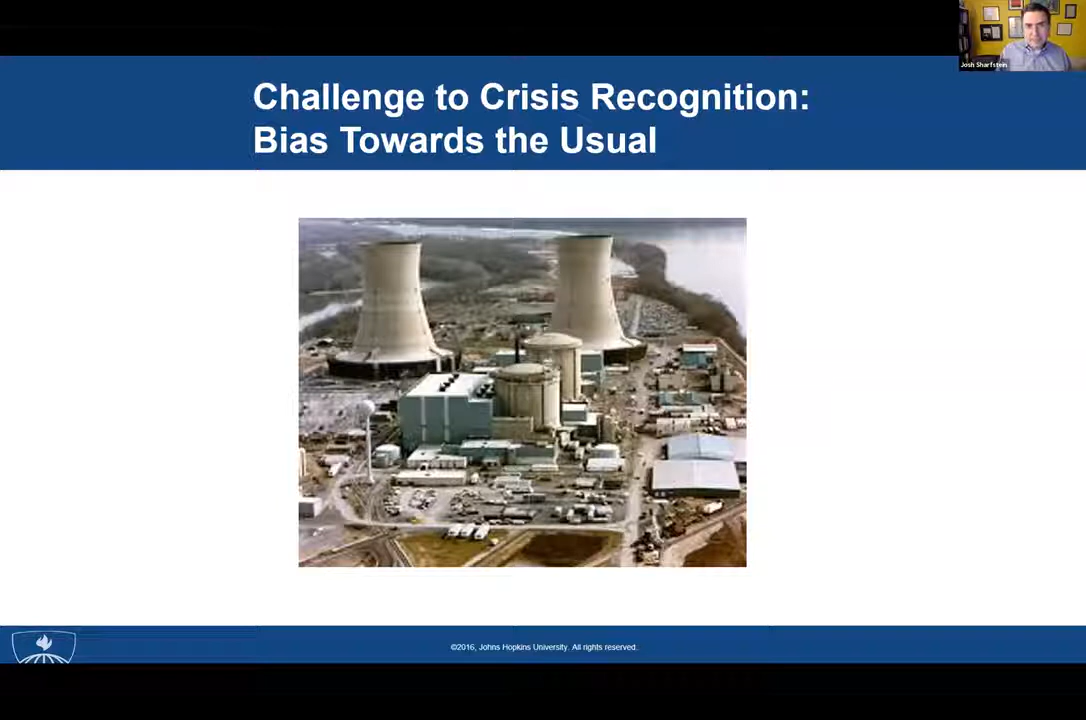 Josh Sharfstein
Challenge to Crisis Recognition:
Bias Towards the Usual
©2016, Johns Hopkins University. All rights reserved.